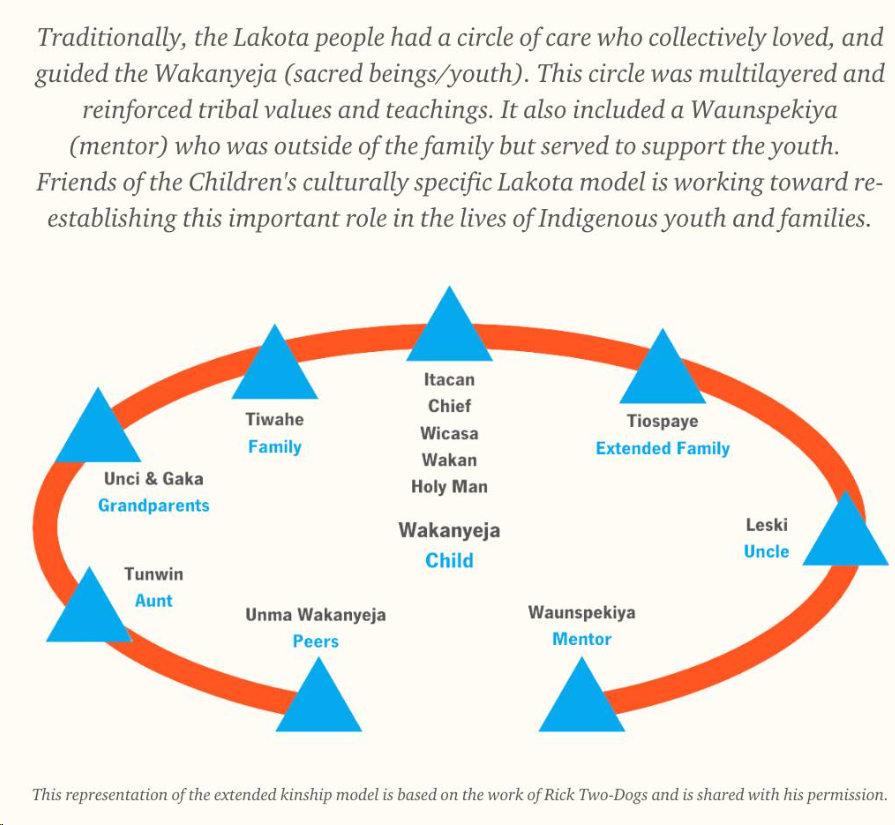 Traditionally, the Lakota people had a circle of care who collectively loved, and
guided the Wakanyeja (sacred beings/youth). This circle was multilayered and
reinforced tribal values and teachings. It also included a Waunspekiya
(mentor) who was outside of the family but served to support the youth.
Friends of the Children's culturally specific Lakota model is working toward re-
establishing this important role in the lives of Indigenous youth and families.
Itacan
Chief
Wicasa
Wakan
Holy Man
Tiwahe
Family
Tiospaye
Extended Family
Unci & Gaka
Grandparents
Wakanyeja
Child
Leski
Uncle
Tunwin
Aunt
Unma Wakanyeja
Peers
Waunspekiya
Mentor
This representation of the extended kinship model is based on the work of Rick Two-Dogs and is shared with his permission.